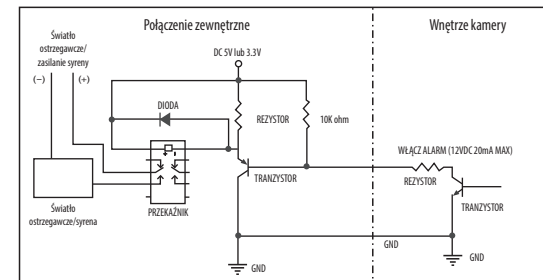 Połączenie zewnętrzne
Wnętrze kamery
Światło
ostrzegawcze/
zasilanie syreny
(−)
(+)
DC 5V lub 3.3V
DIODA
REZYSTOR
10K ohm
WŁĄCZ ALARM (12VDC 20mA MAX)
TRANZYSTOR
REZYSTOR
TRANZYSTOR
PRZEKAŹNIK
Światło
ostrzegawcze/syrena
GND
GND
GND